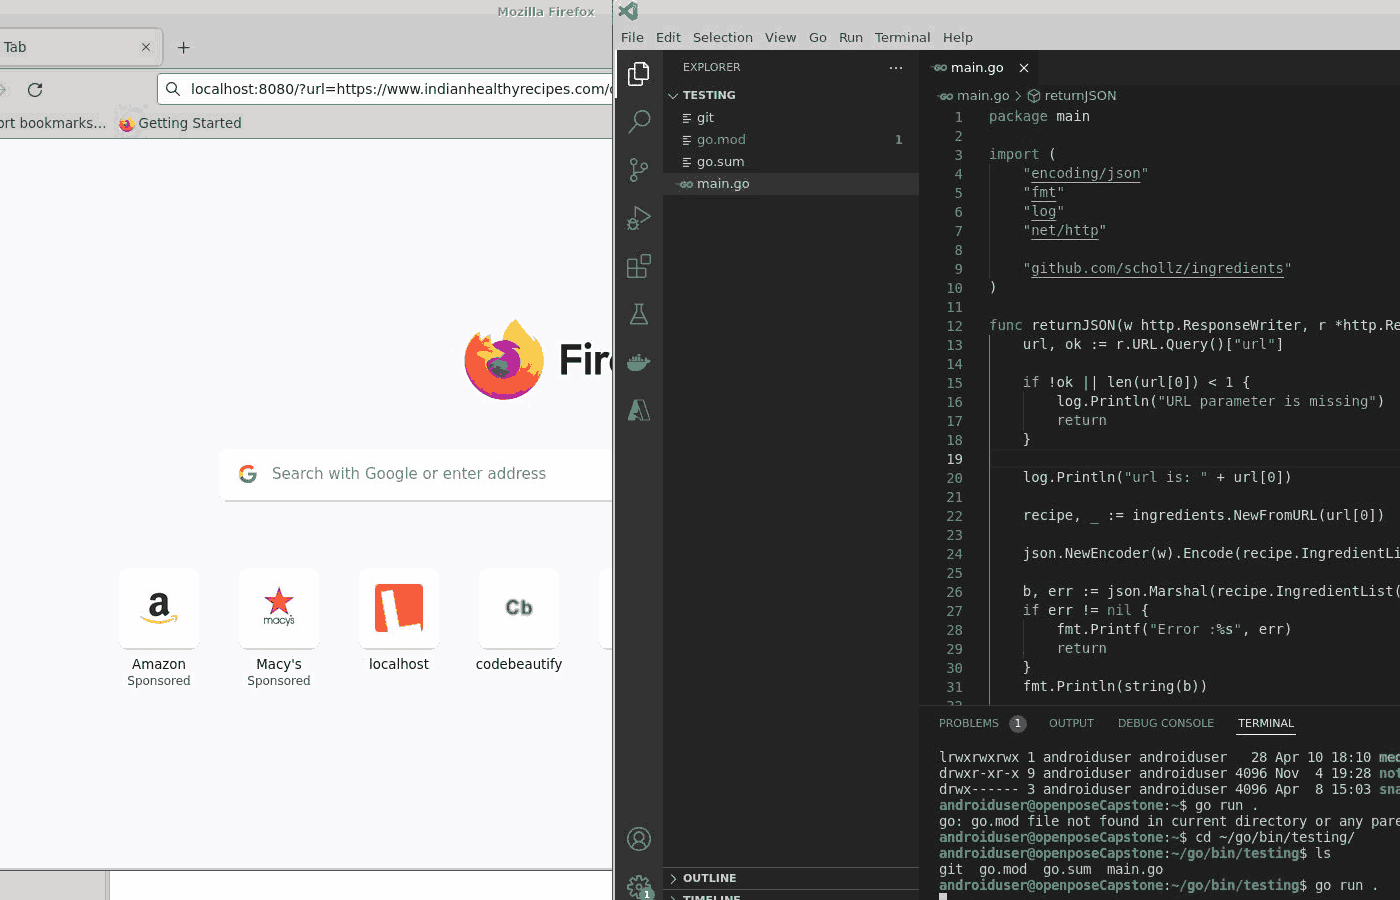 Mozilla Firefox
Tab
localhost:8080/?url=https://www.indianhealthyrecipes.com/
ort bookmarks... Getting Started
Fire
Search with Google or enter address
a
macy's
Cb
Amazon
Sponsored
Macy's
Sponsored
localhost
codebeautify
File Edit Selection View Go Run Terminal Help
EXPLORER
TESTING
git
go.mod 1
go.sum
main.go
OUTLINE
TIMELINE
1
main.go
main.go > returnJSON
1 package main
2
3 import (
4 "encoding/json"
5 "fmt"
6 "log"
7 "net/http"
8
9 "github.com/schollz/ingredients"
10 )
11
12 func returnJSON(w http.ResponseWriter, r *http.Re
13 url, ok := r.URL.Query()["url"]
14
15 if !ok || len(url[0]) < 1 {
16 log.Println("URL parameter is missing")
17 return
18 }
19
20 log.Println("url is: " + url[0])
21
22 recipe, _ := ingredients.NewFromURL(url[0])
23
24 json.NewEncoder(w).Encode(recipe.IngredientLi
25
26 b, err := json.Marshal(recipe.IngredientList(
27 if err != nil {
28 fmt.Printf("Error :%s", err)
29 return
30 }
31 fmt.Println(string(b))
32
PROBLEMS 1 OUTPUT DEBUG CONSOLE TERMINAL
lrwxrwxrwx 1 androiduser androiduser 28 Apr 10 18:10 med
drwxr-xr-x 9 androiduser androiduser 4096 Nov 4 19:28 not
drwx------ 3 androiduser androiduser 4096 Apr 8 15:03 sna
androiduser@openposeCapstone:~$ go run .
go: go.mod file not found in current directory or any pare
androiduser@openposeCapstone:~$ cd ~/go/bin/testing/
androiduser@openposeCapstone:~/go/bin/testing$ ls
git go.mod go.sum main.go
androiduser@openposeCapstone:~/go/bin/testing$ go run .